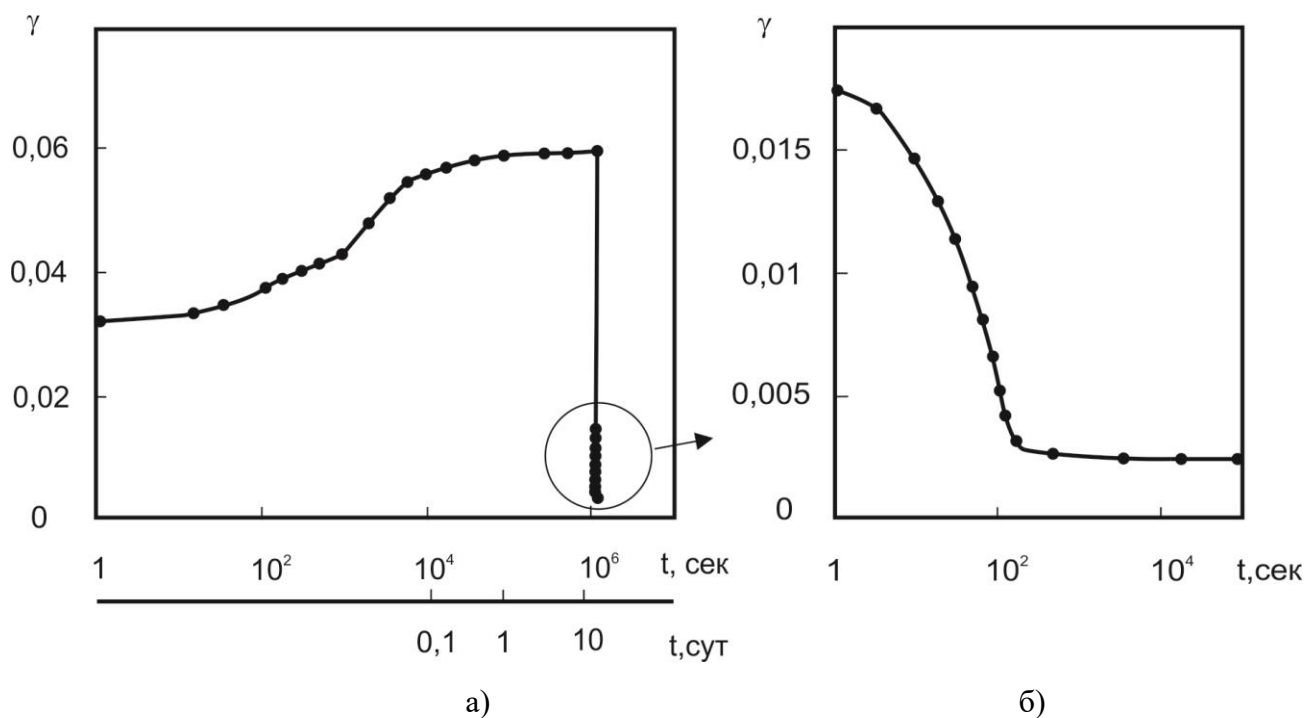 γ
0,06
0,04
0,02
0
1 10² 10⁴ 10⁶ t, сек
0,1 1 10 t,сут
а)
γ
0,015
0,01
0,005
0
1 10² 10⁴ t,сек
б)